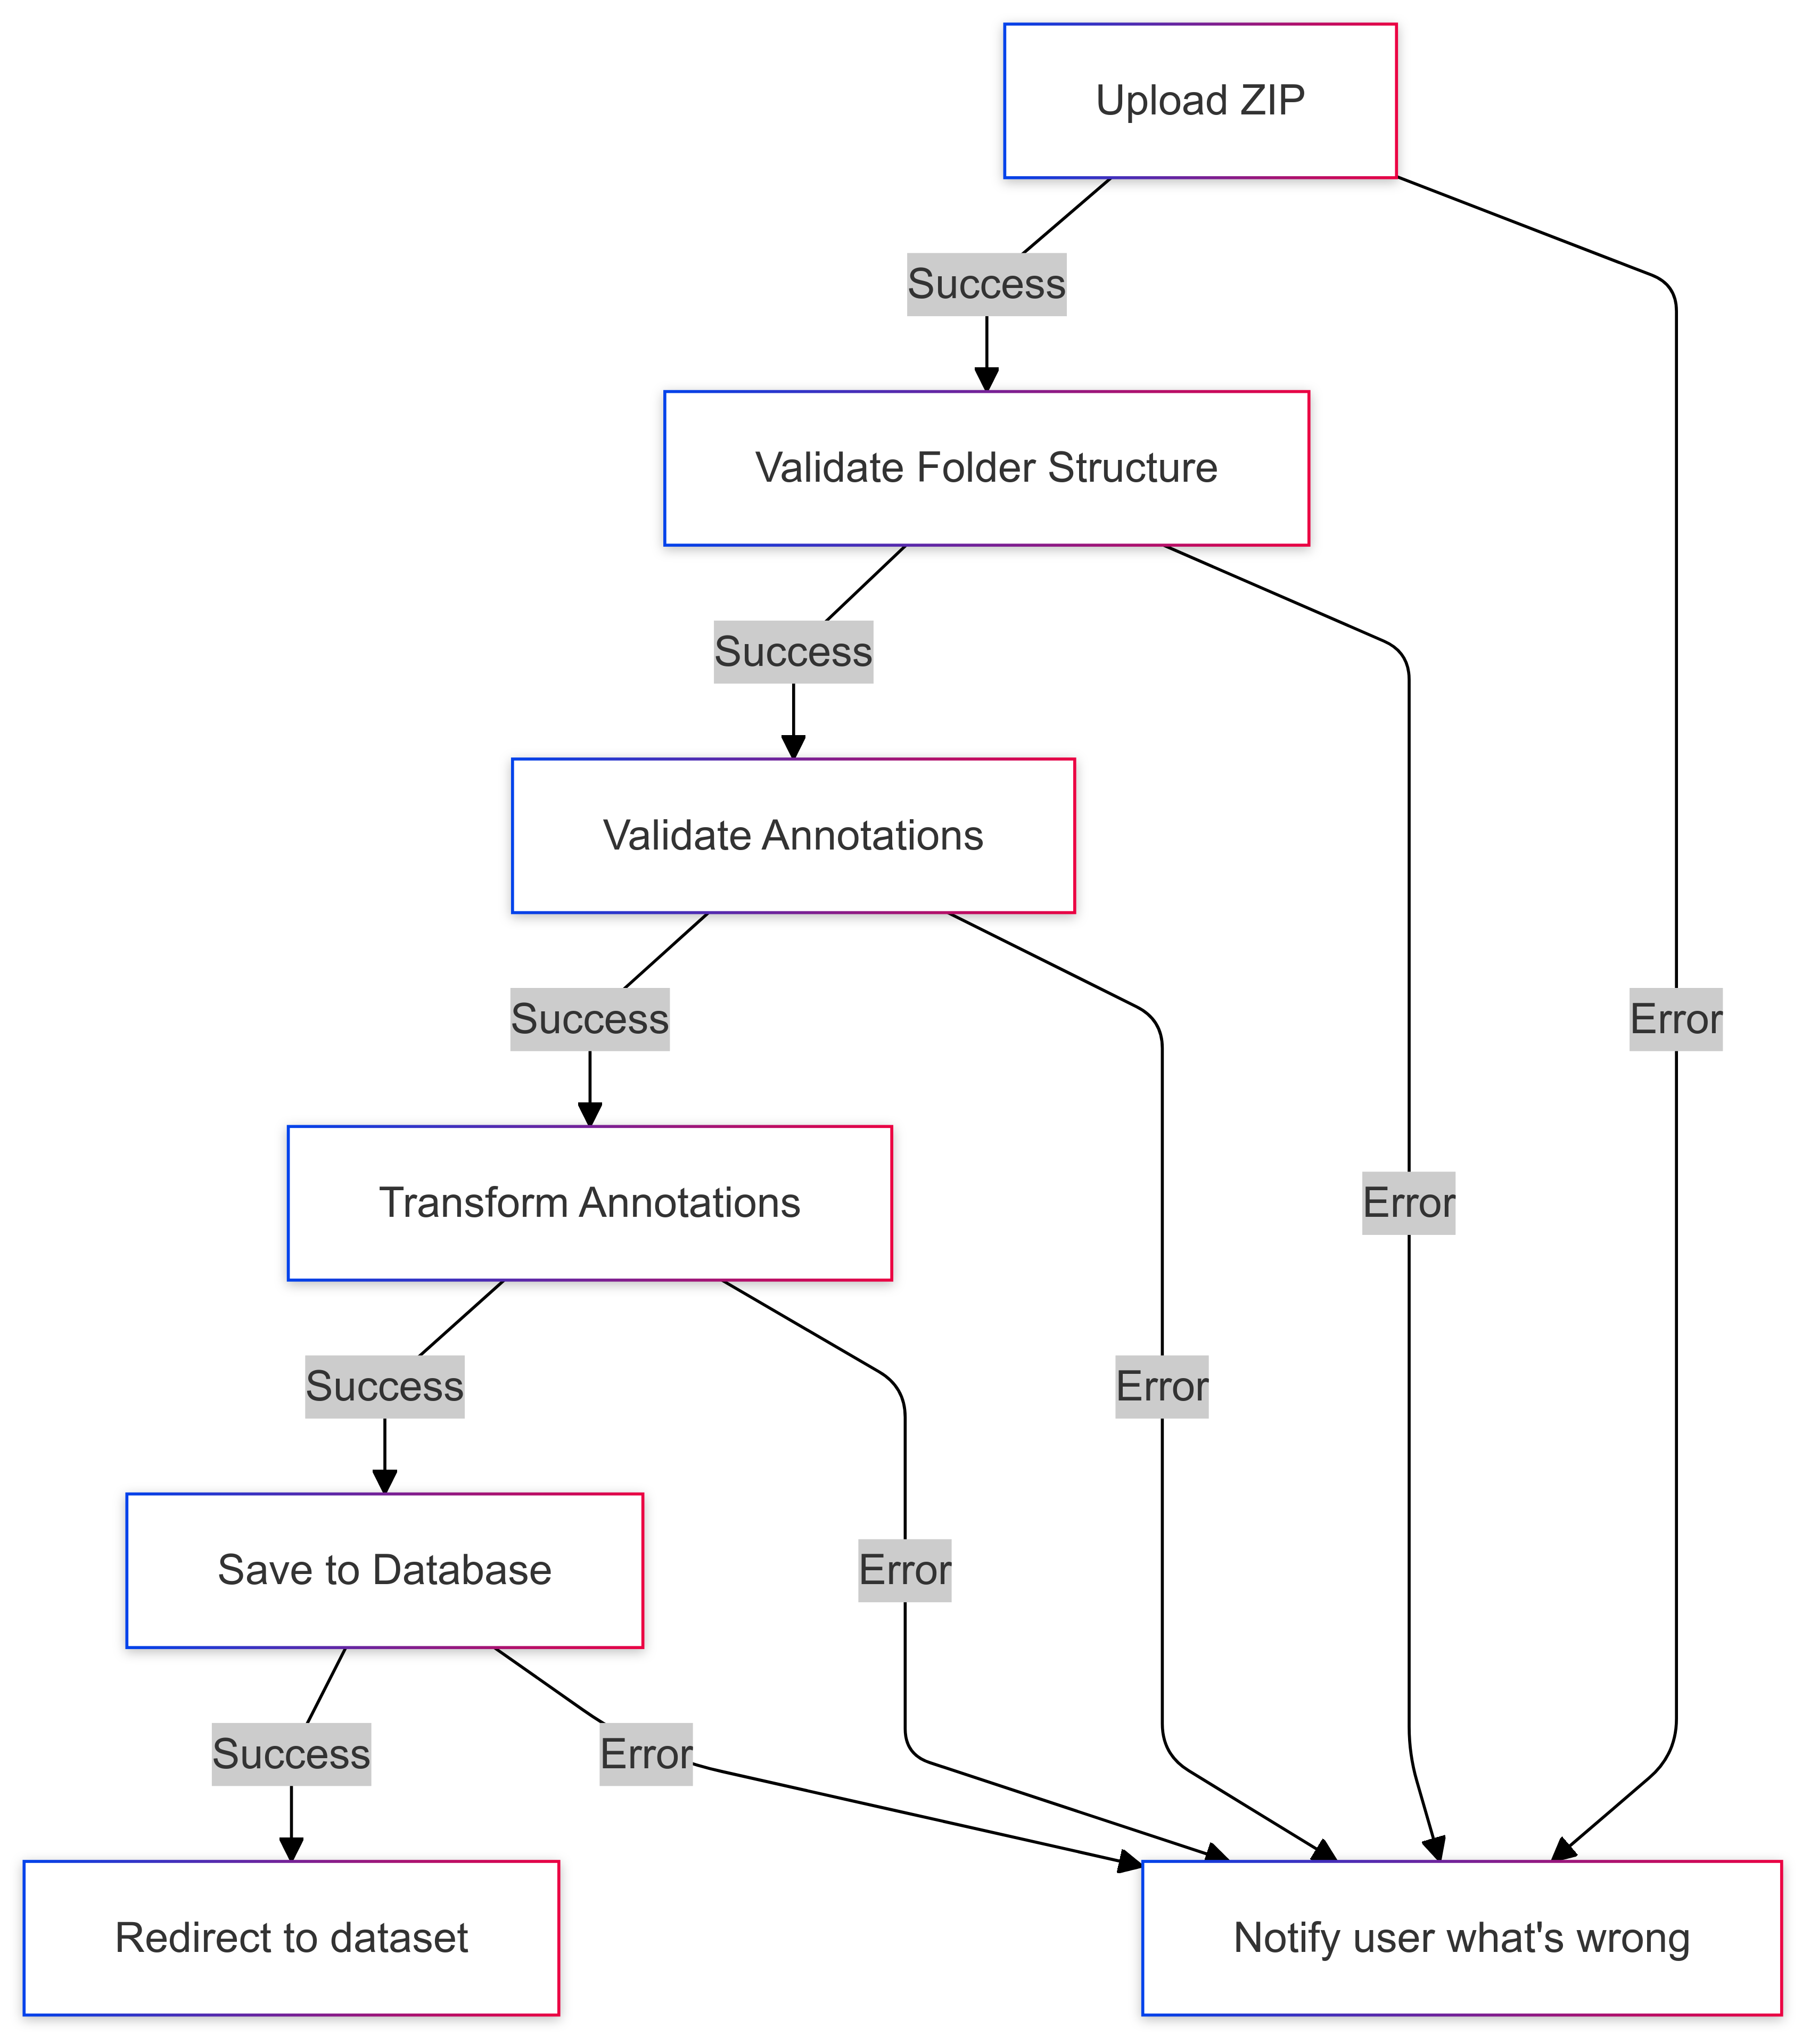 Upload ZIP
Success
Validate Folder Structure
Success
Validate Annotations
Success
Error
Transform Annotations
Error
Success
Error
Save to Database
Error
Success
Error
Redirect to dataset
Notify user what's wrong